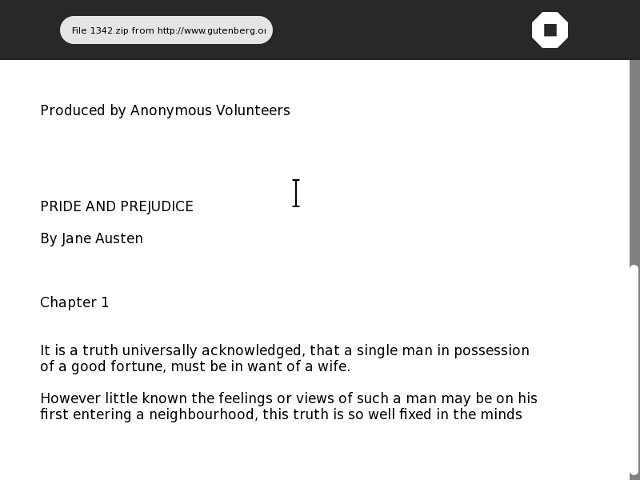 File 1342.zip from http://www.gutenberg.or
Produced by Anonymous Volunteers
PRIDE AND PREJUDICE
By Jane Austen
Chapter 1
It is a truth universally acknowledged, that a single man in possession
of a good fortune, must be in want of a wife.
However little known the feelings or views of such a man may be on his
first entering a neighbourhood, this truth is so well fixed in the minds